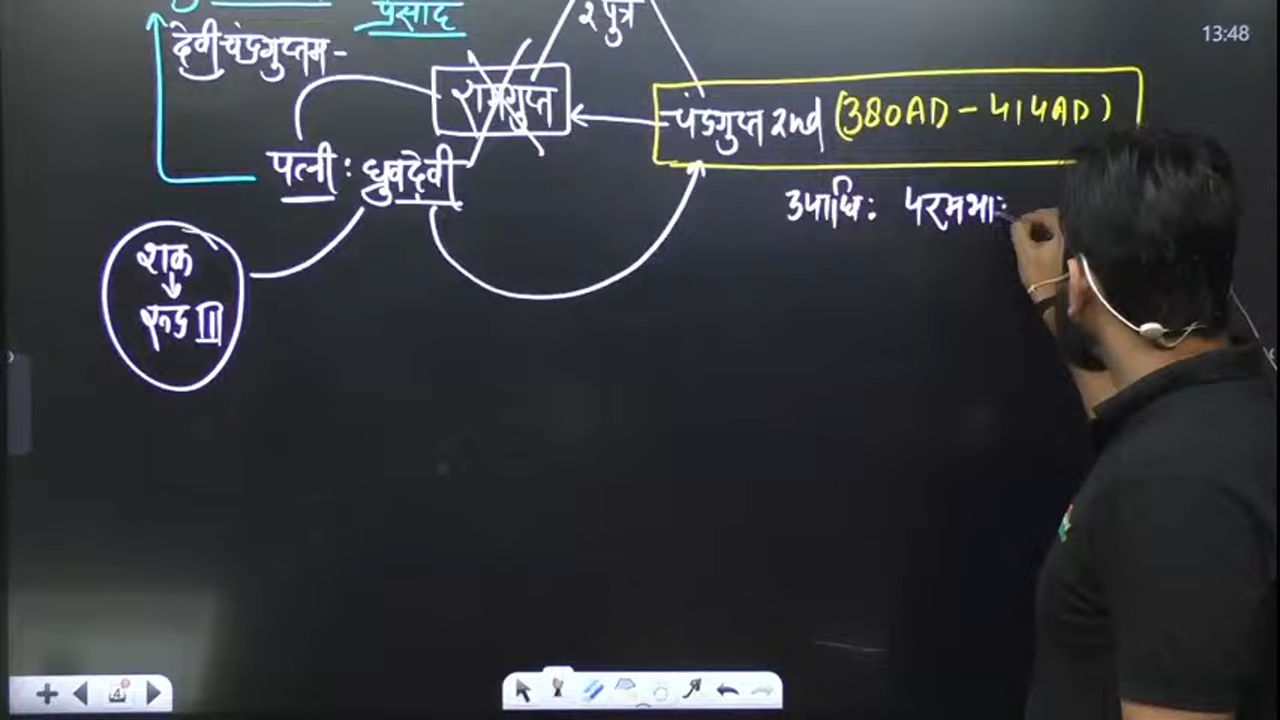 प्रसाद
२ पुत्र
13:48
देवी चंद्रगुप्तम -
रामगुप्त
चंद्रगुप्त 2nd (380AD - 414AD)
पत्नी : ध्रुवदेवी
उपाधि : परमभा
शक
रुद्र III